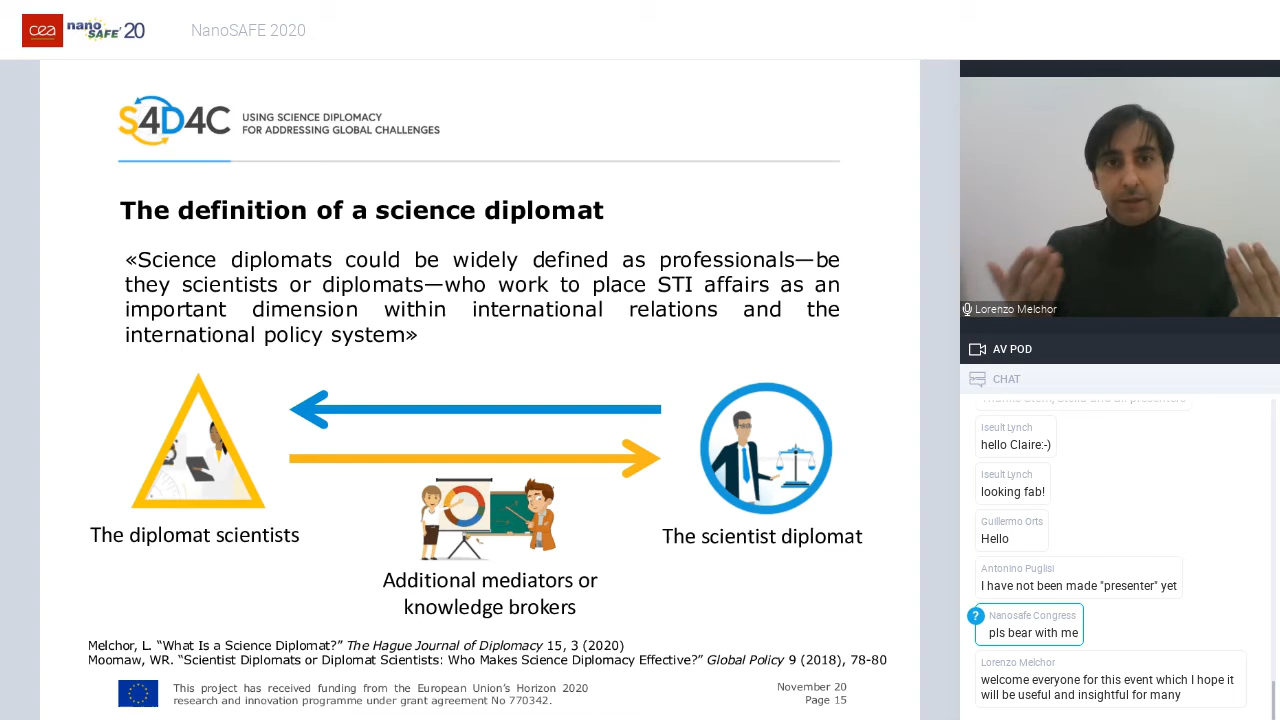 cea nano SAFE' 20
NanoSAFE 2020
S4D4C
USING SCIENCE DIPLOMACY
FOR ADDRESSING GLOBAL CHALLENGES
The definition of a science diplomat
«Science diplomats could be widely defined as professionals—be
they scientists or diplomats—who work to place STI affairs as an
important dimension within international relations and the
international policy system»
The diplomat scientists
The scientist diplomat
Additional mediators or
knowledge brokers
Melchor, L. “What Is a Science Diplomat?” The Hague Journal of Diplomacy 15, 3 (2020)
Moomaw, WR. “Scientist Diplomats or Diplomat Scientists: Who Makes Science Diplomacy Effective?” Global Policy 9 (2018), 78-80
This project has received funding from the European Union's Horizon 2020
research and innovation programme under grant agreement No 770342.
November 20
Page 15
Lorenzo Melchor
AV POD
CHAT
Iseult Lynch
hello Claire:-)
Iseult Lynch
looking fab!
Guillermo Orts
Hello
Antonino Puglisi
I have not been made "presenter" yet
?
Nanosafe Congress
pls bear with me
Lorenzo Melchor
welcome everyone for this event which I hope it
will be useful and insightful for many